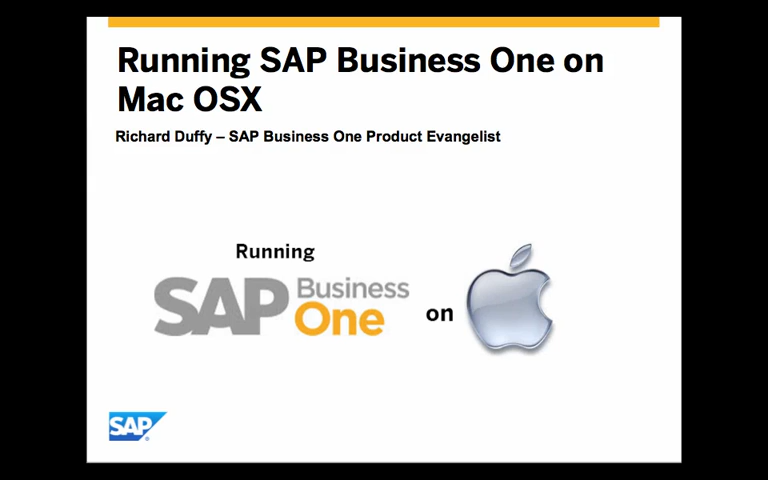 Running SAP Business One on
Mac OSX
Richard Duffy – SAP Business One Product Evangelist
Running
SAP Business One on
SAP